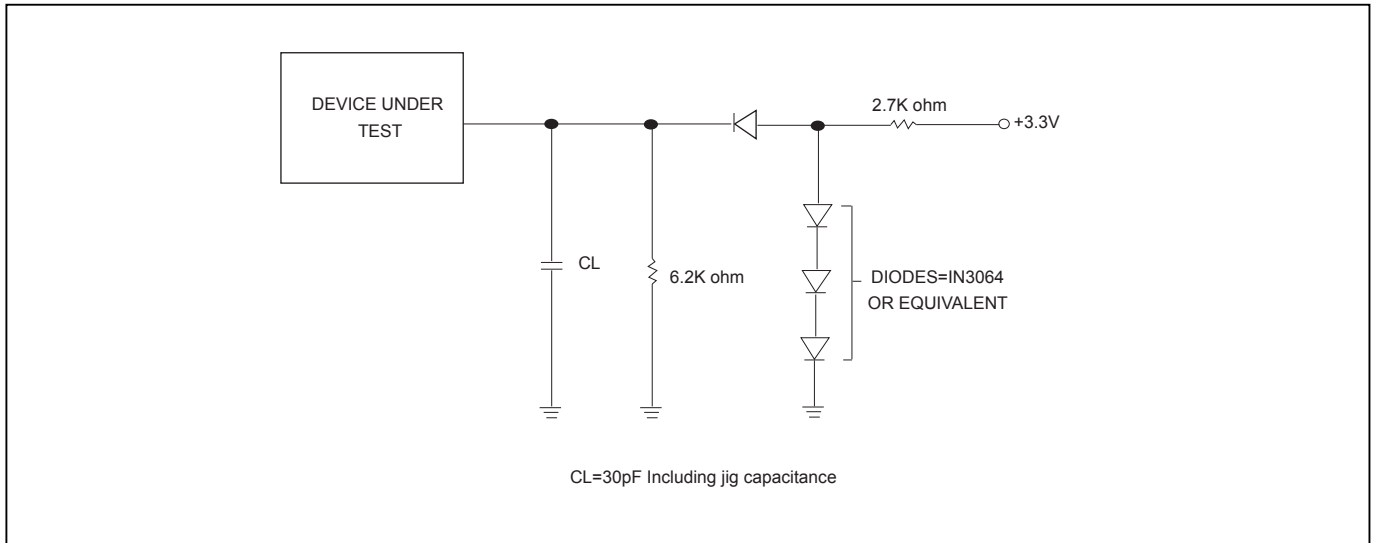 DEVICE UNDER
TEST
2.7K ohm
+3.3V
CL
6.2K ohm
DIODES=IN3064
OR EQUIVALENT
CL=30pF Including jig capacitance